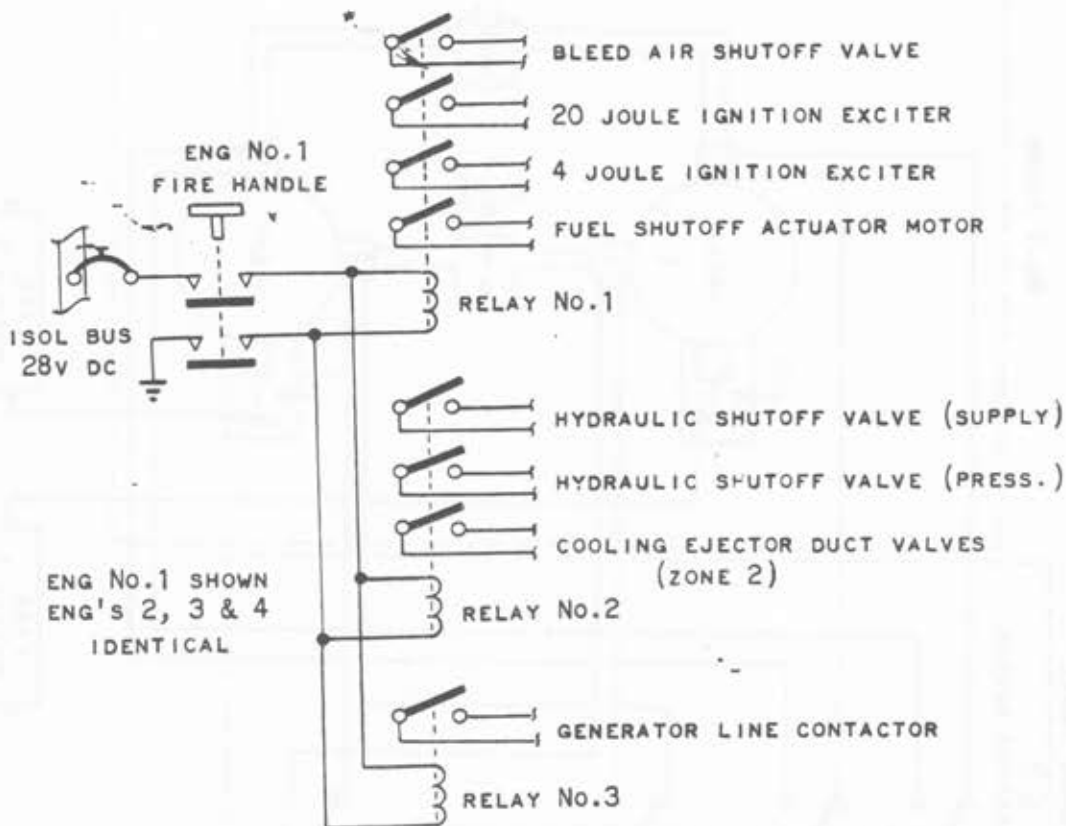 BLEED AIR SHUTOFF VALVE
20 JOULE IGNITION EXCITER
ENG No.1
FIRE HANDLE
4 JOULE IGNITION EXCITER
FUEL SHUTOFF ACTUATOR MOTOR
RELAY No.1
ISOL BUS
28V DC
HYDRAULIC SHUTOFF VALVE (SUPPLY)
HYDRAULIC SHUTOFF VALVE (PRESS.)
COOLING EJECTOR DUCT VALVES
(ZONE 2)
ENG No.1 SHOWN
ENG'S 2, 3 & 4
IDENTICAL
RELAY No.2
GENERATOR LINE CONTACTOR
RELAY No.3